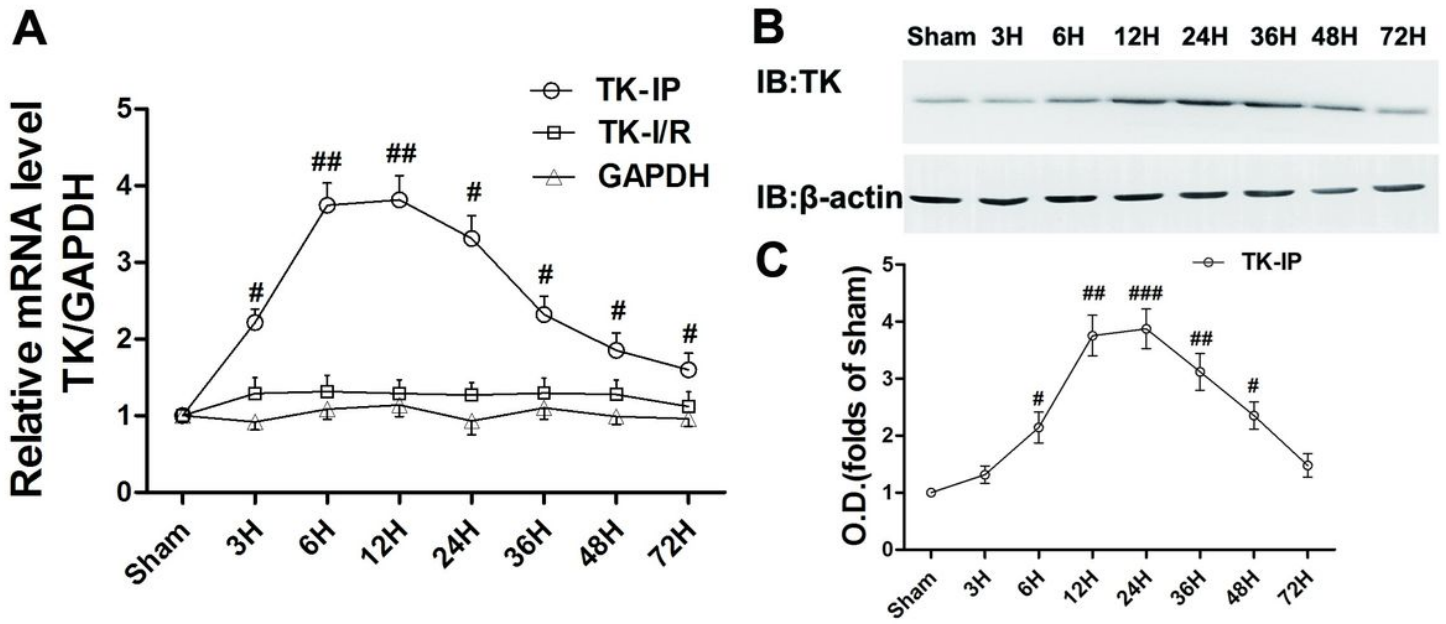 A
Relative mRNA level
TK/GAPDH
5
4
3
2
1
0
TK-IP
TK-I/R
GAPDH
#
##
##
#
#
#
#
Sham 3H 6H 12H 24H 36H 48H 72H
B
Sham 3H 6H 12H 24H 36H 48H 72H
IB:TK
IB:β-actin
C
O.D.(folds of sham)
5
4
3
2
1
0
TK-IP
#
##
###
##
#
Sham 3H 6H 12H 24H 36H 48H 72H